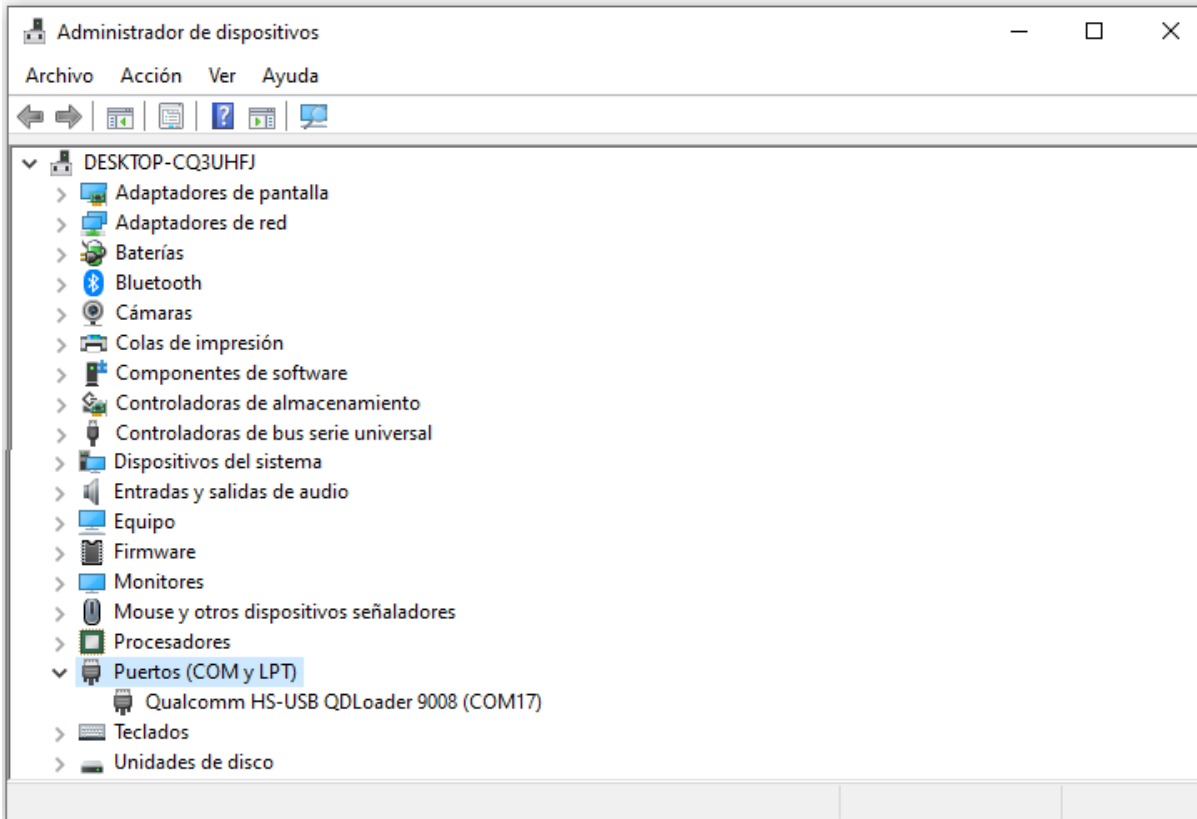 Administrador de dispositivos
Archivo Acción Ver Ayuda
DESKTOP-CQ3UHFJ
Adaptadores de pantalla
Adaptadores de red
Baterías
Bluetooth
Cámaras
Colas de impresión
Componentes de software
Controladoras de almacenamiento
Controladoras de bus serie universal
Dispositivos del sistema
Entradas y salidas de audio
Equipo
Firmware
Monitores
Mouse y otros dispositivos señaladores
Procesadores
Puertos (COM y LPT)
Qualcomm HS-USB QDLoader 9008 (COM17)
Teclados
Unidades de disco